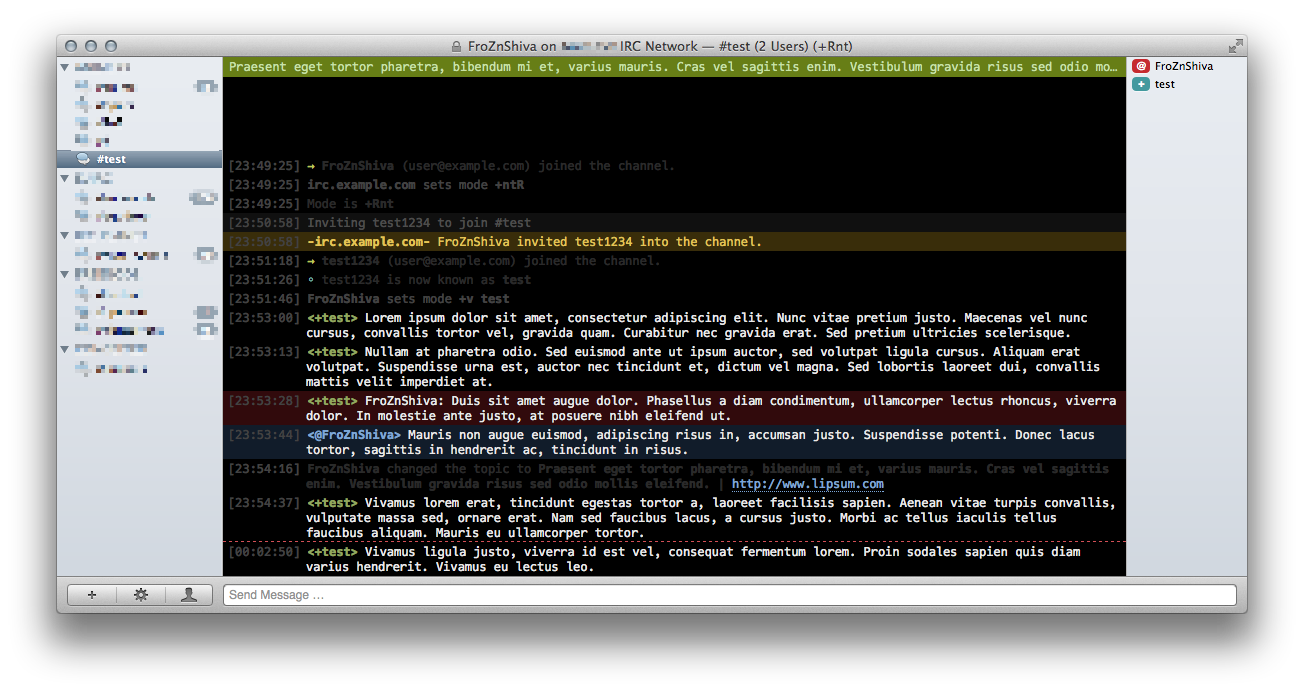 FroZnShiva on IRC Network — #test (2 Users) (+Rnt)
#test
Praesent eget tortor pharetra, bibendum mi et, varius mauris. Cras vel sagittis enim. Vestibulum gravida risus sed odio mo…
[23:49:25] → FroZnShiva (user@example.com) joined the channel.
[23:49:25] irc.example.com sets mode +ntR
[23:49:25] Mode is +Rnt
[23:50:58] Inviting test1234 to join #test
[23:50:58] -irc.example.com- FroZnShiva invited test1234 into the channel.
[23:51:18] → test1234 (user@example.com) joined the channel.
[23:51:26] ∘ test1234 is now known as test
[23:51:46] FroZnShiva sets mode +v test
[23:53:00] <+test> Lorem ipsum dolor sit amet, consectetur adipiscing elit. Nunc vitae pretium justo. Maecenas vel nunc
cursus, convallis tortor vel, gravida quam. Curabitur nec gravida erat. Sed pretium ultricies scelerisque.
[23:53:13] <+test> Nullam at pharetra odio. Sed euismod ante ut ipsum auctor, sed volutpat ligula cursus. Aliquam erat
volutpat. Suspendisse urna est, auctor nec tincidunt et, dictum vel magna. Sed lobortis laoreet dui, convallis
mattis velit imperdiet at.
[23:53:28] <+test> FroZnShiva: Duis sit amet augue dolor. Phasellus a diam condimentum, ullamcorper lectus rhoncus, viverra
dolor. In molestie ante justo, at posuere nibh eleifend ut.
[23:53:44] <@FroZnShiva> Mauris non augue euismod, adipiscing risus in, accumsan justo. Suspendisse potenti. Donec lacus
tortor, sagittis in hendrerit ac, tincidunt in risus.
[23:54:16] FroZnShiva changed the topic to Praesent eget tortor pharetra, bibendum mi et, varius mauris. Cras vel sagittis
enim. Vestibulum gravida risus sed odio mollis eleifend. | http://www.lipsum.com
[23:54:37] <+test> Vivamus lorem erat, tincidunt egestas tortor a, laoreet facilisis sapien. Aenean vitae turpis convallis,
vulputate massa sed, ornare erat. Nam sed faucibus lacus, a cursus justo. Morbi ac tellus iaculis tellus
faucibus aliquam. Mauris eu ullamcorper tortor.
[00:02:50] <+test> Vivamus ligula justo, viverra id est vel, consequat fermentum lorem. Proin sodales sapien quis diam
varius hendrerit. Vivamus eu lectus leo.
@ FroZnShiva
+ test
Send Message …